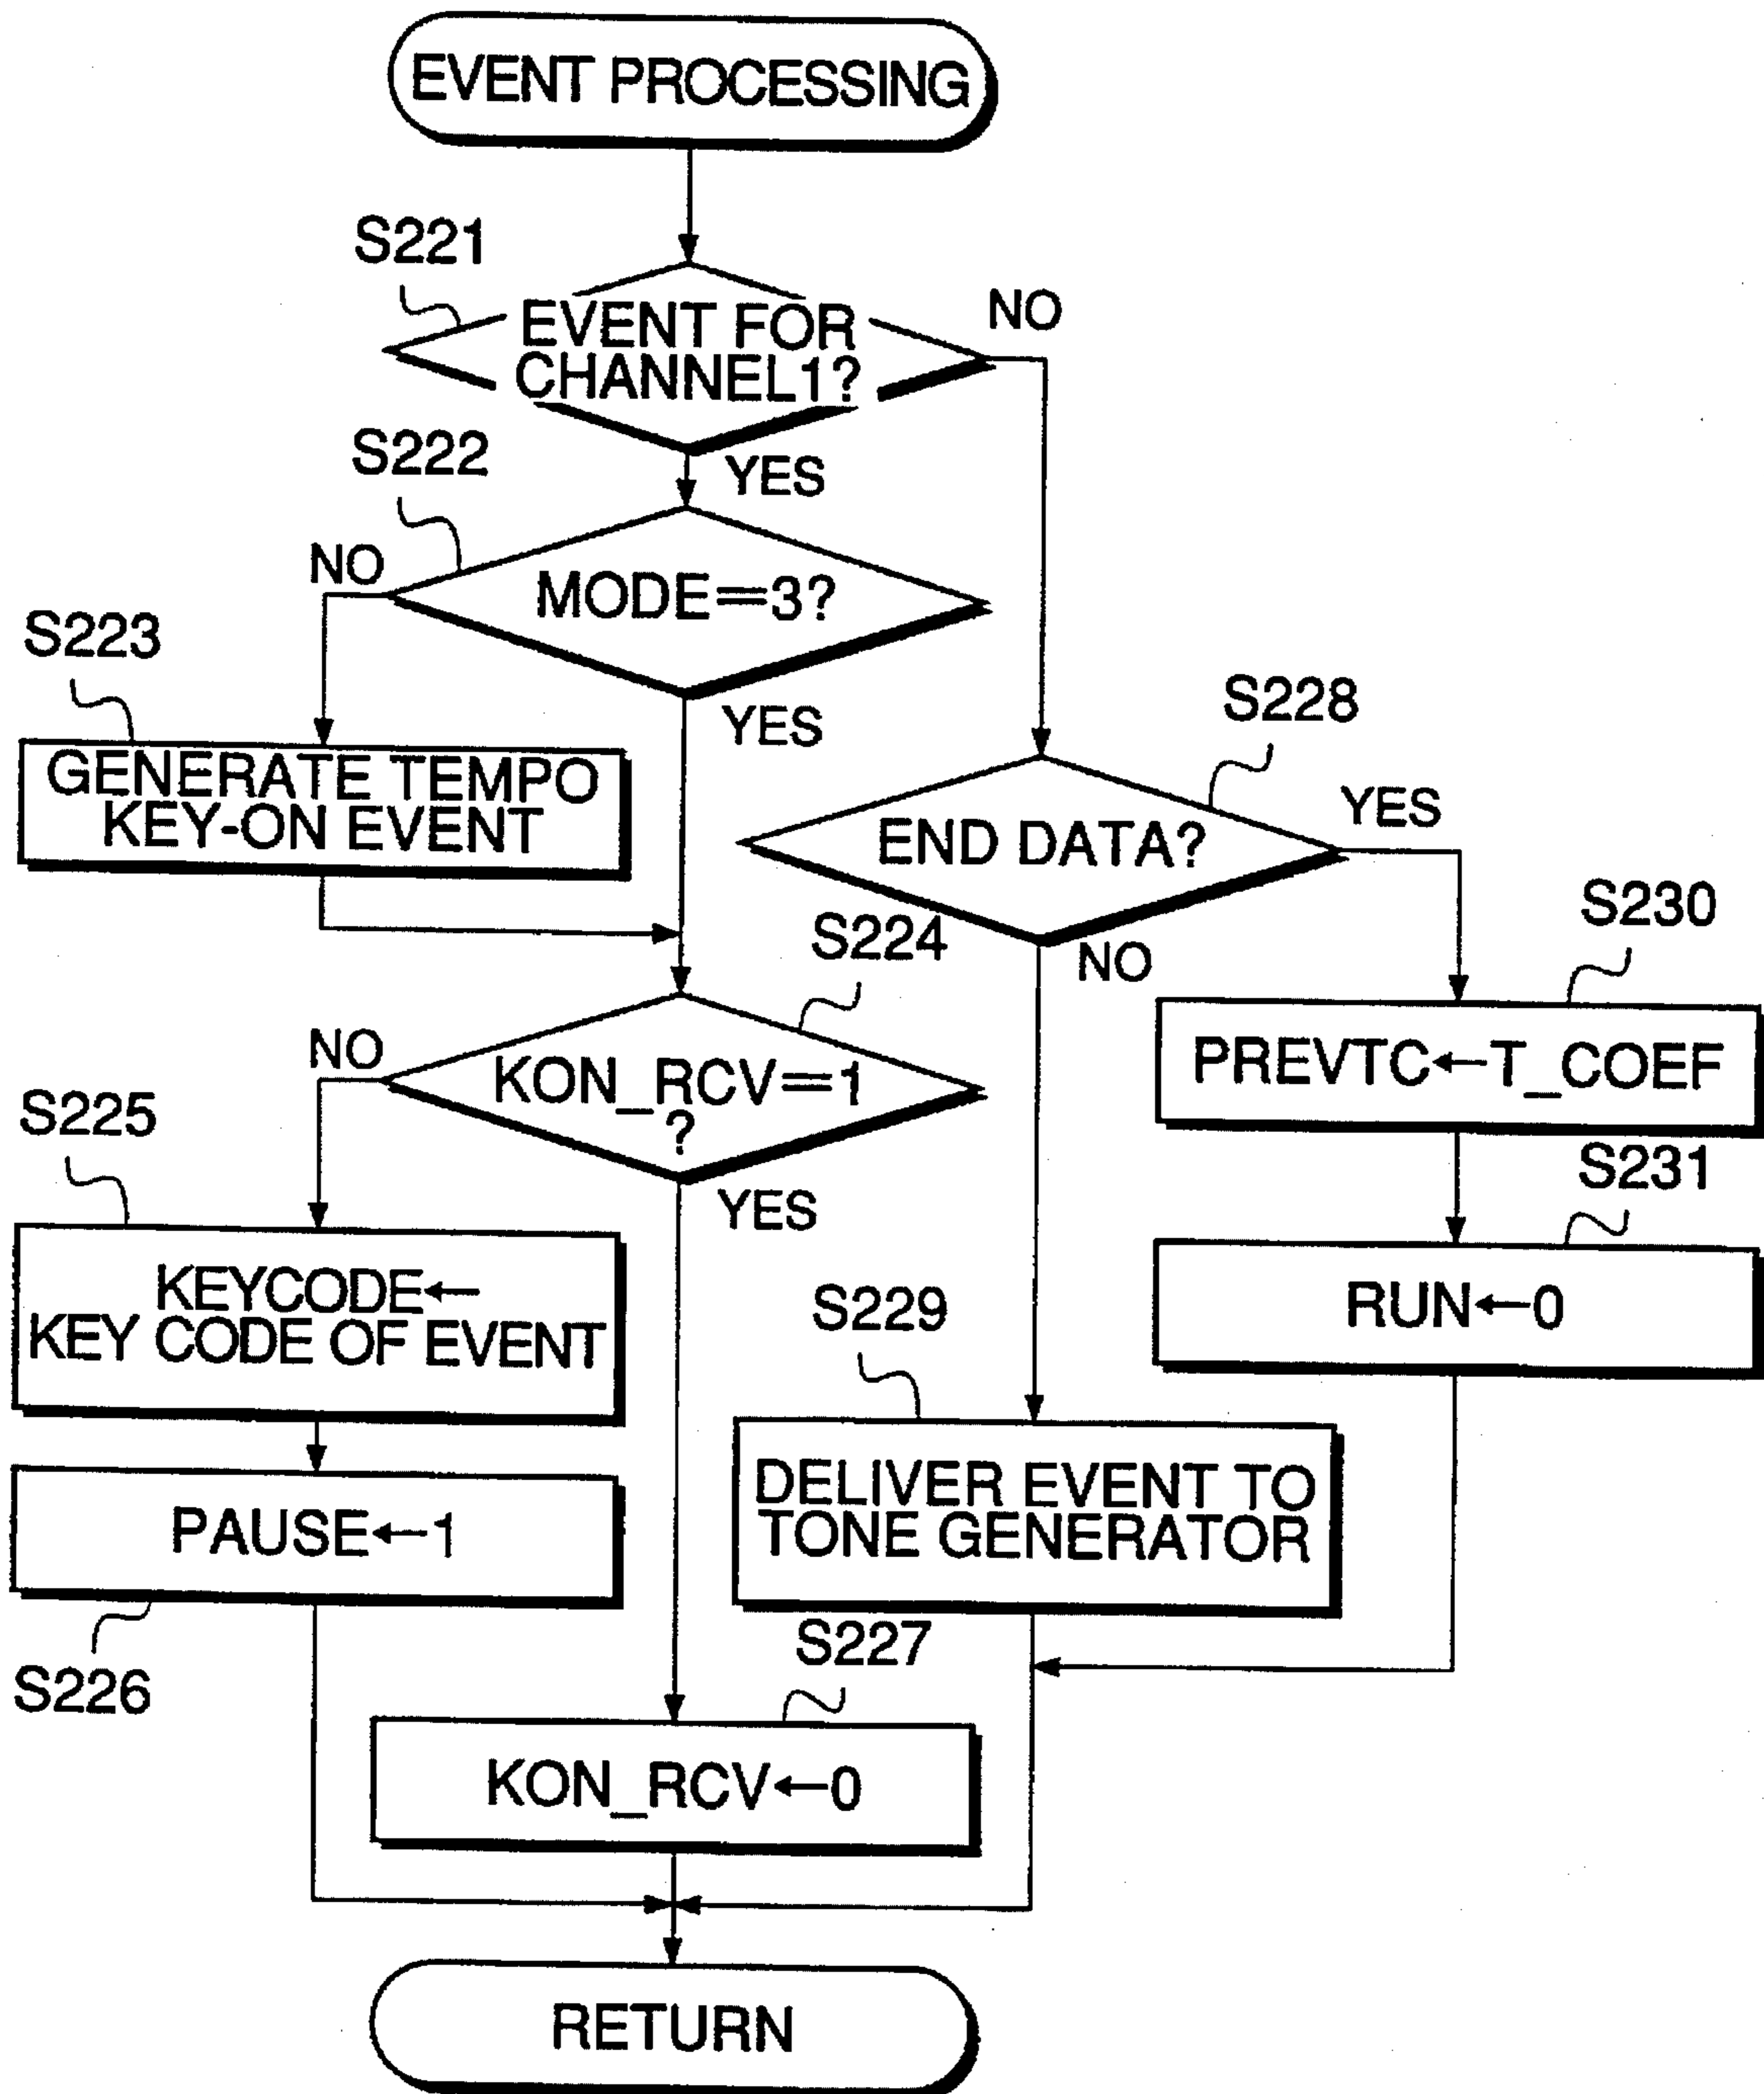 EVENT PROCESSING
S221
EVENT FOR
CHANNEL1?
NO
YES
S222
MODE=3?
NO
YES
S223
GENERATE TEMPO
KEY-ON EVENT
S228
END DATA?
YES
NO
S224
KON_RCV=1
?
NO
YES
S230
PREVTC←T_COEF
S225
KEYCODE←
KEY CODE OF EVENT
S231
RUN←0
S229
DELIVER EVENT TO
TONE GENERATOR
PAUSE←1
S226
S227
KON_RCV←0
RETURN